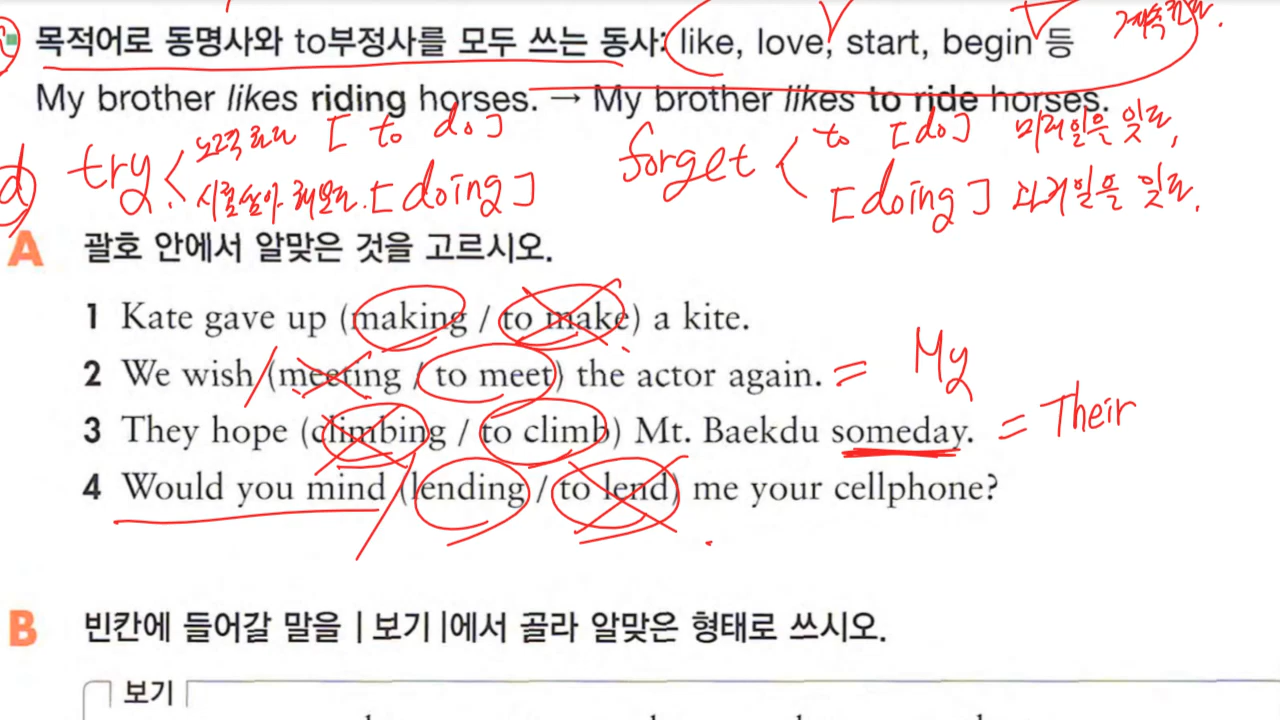 목적어로 동명사와 to부정사를 모두 쓰는 동사: like, love, start, begin 등
My brother likes riding horses. → My brother likes to ride horses.
try 노력하다 [to do]
시험삼아 해보다. [doing]
forget to [do] 미래일을 잊다,
[doing] 과거일을 잊다.
A 괄호 안에서 알맞은 것을 고르시오.
1 Kate gave up (making / to make) a kite.
2 We wish / (meeting / to meet) the actor again. = My
3 They hope (climbing / to climb) Mt. Baekdu someday. = Their
4 Would you mind / (lending / to lend) me your cellphone?
B 빈칸에 들어갈 말을 | 보기 |에서 골라 알맞은 형태로 쓰시오.
보기